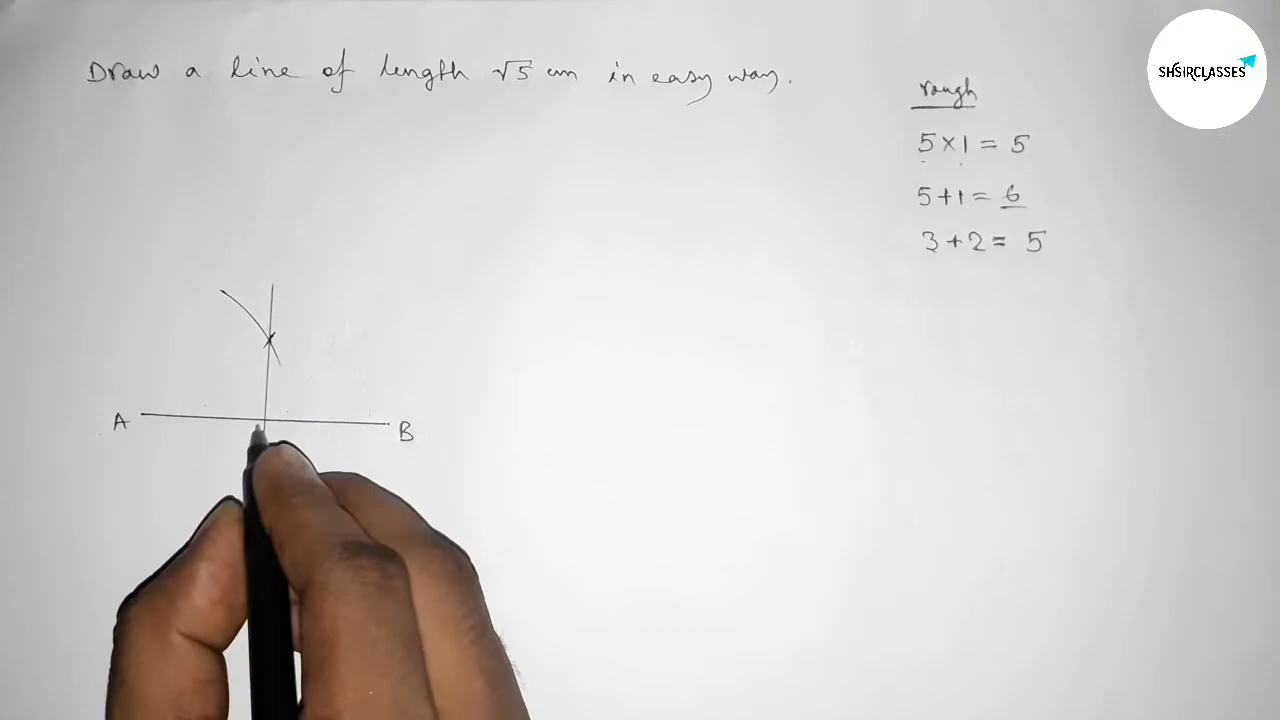 Draw a line of length √5 cm in easy way.
SHSIRCLASSES
rough
5×1 = 5
5+1 = 6
3+2 = 5
A
B